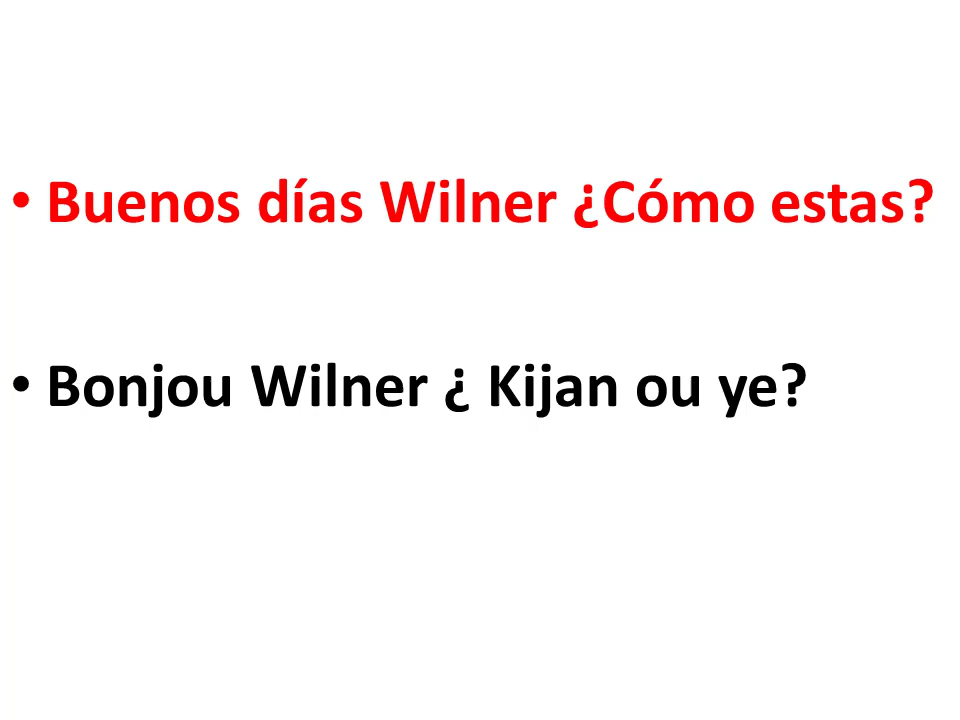 • Buenos días Wilner ¿Cómo estas?
• Bonjou Wilner ¿ Kijan ou ye?